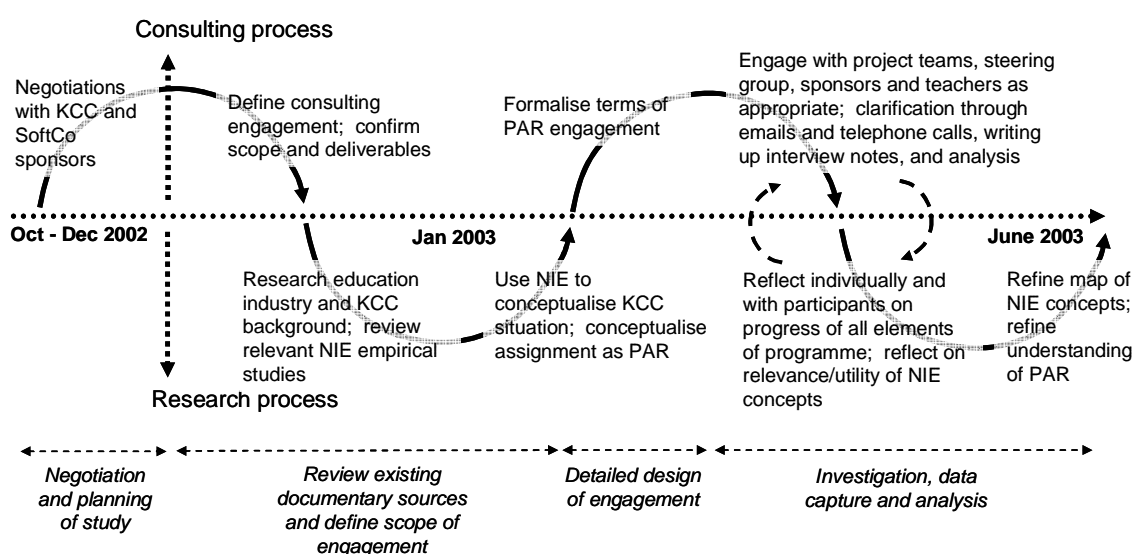 Consulting process
Negotiations
with KCC and
SoftCo
sponsors
Define consulting
engagement; confirm
scope and deliverables
Formalise terms of
PAR engagement
Engage with project teams, steering
group, sponsors and teachers as
appropriate; clarification through
emails and telephone calls, writing
up interview notes, and analysis
Oct - Dec 2002
Jan 2003
June 2003
Research education
industry and KCC
background; review
relevant NIE empirical
studies
Use NIE to
conceptualise KCC
situation; conceptualise
assignment as PAR
Reflect individually and
with participants on
progress of all elements
of programme; reflect on
relevance/utility of NIE
concepts
Refine map of
NIE concepts;
refine
understanding
of PAR
Research process
Negotiation
and planning
of study
Review existing
documentary sources
and define scope of
engagement
Detailed design
of engagement
Investigation, data
capture and analysis